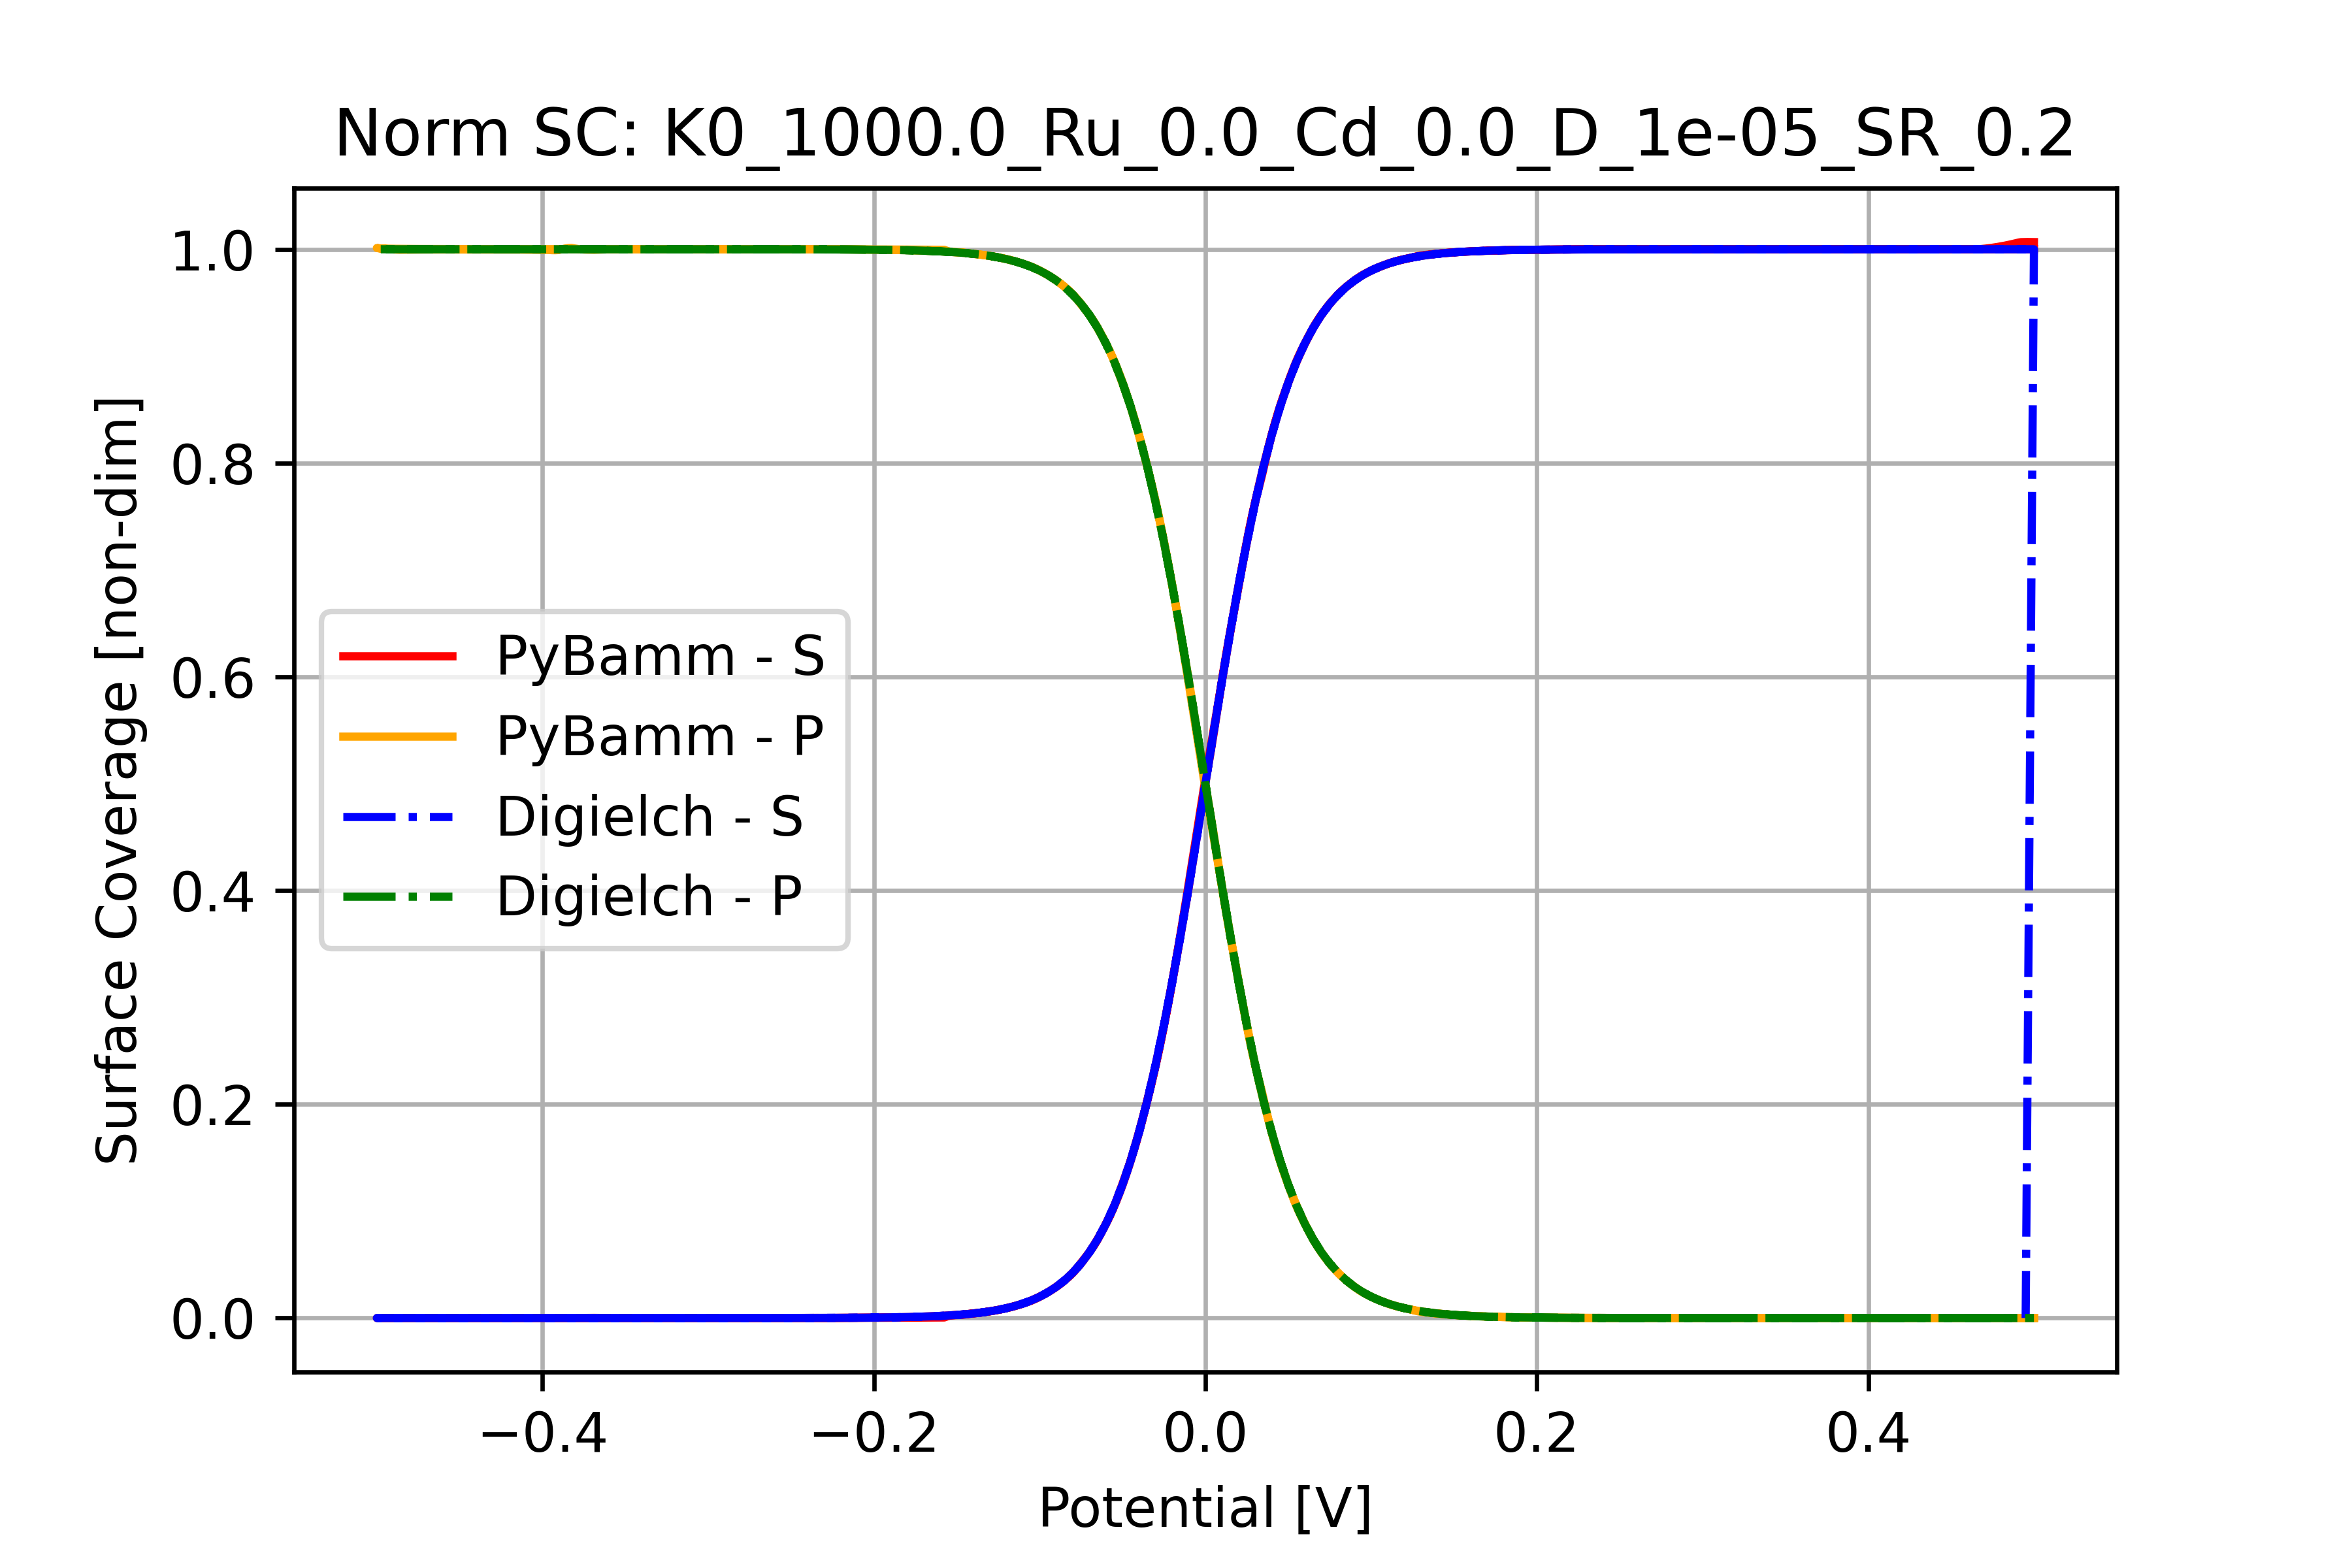 Norm SC: K0_1000.0_Ru_0.0_Cd_0.0_D_1e-05_SR_0.2
Surface Coverage [non-dim]
1.0
0.8
0.6
0.4
0.2
0.0
PyBamm - S
PyBamm - P
Digielch - S
Digielch - P
−0.4
−0.2
0.0
0.2
0.4
Potential [V]